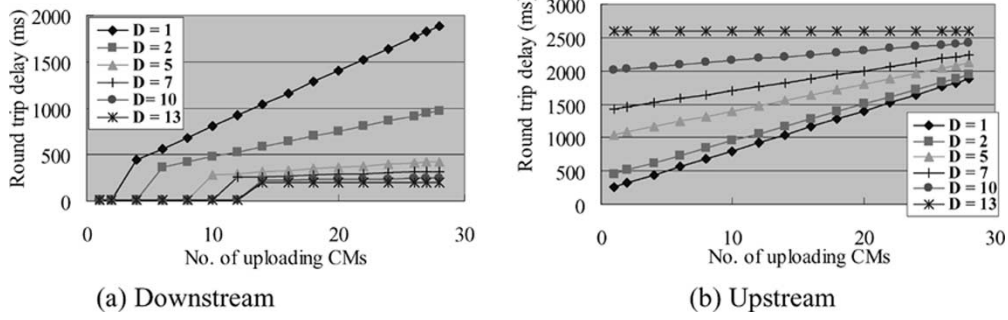 Round trip delay (ms)
2000
1500
1000
500
0
D = 1
D = 2
D = 5
D = 7
D= 10
D = 13
0 10 20 30
No. of uploading CMs
(a) Downstream
Round trip delay (ms)
3000
2500
2000
1500
1000
500
0
D = 1
D = 2
D = 5
D = 7
D = 10
D = 13
0 10 20 30
No. of uploading CMs
(b) Upstream